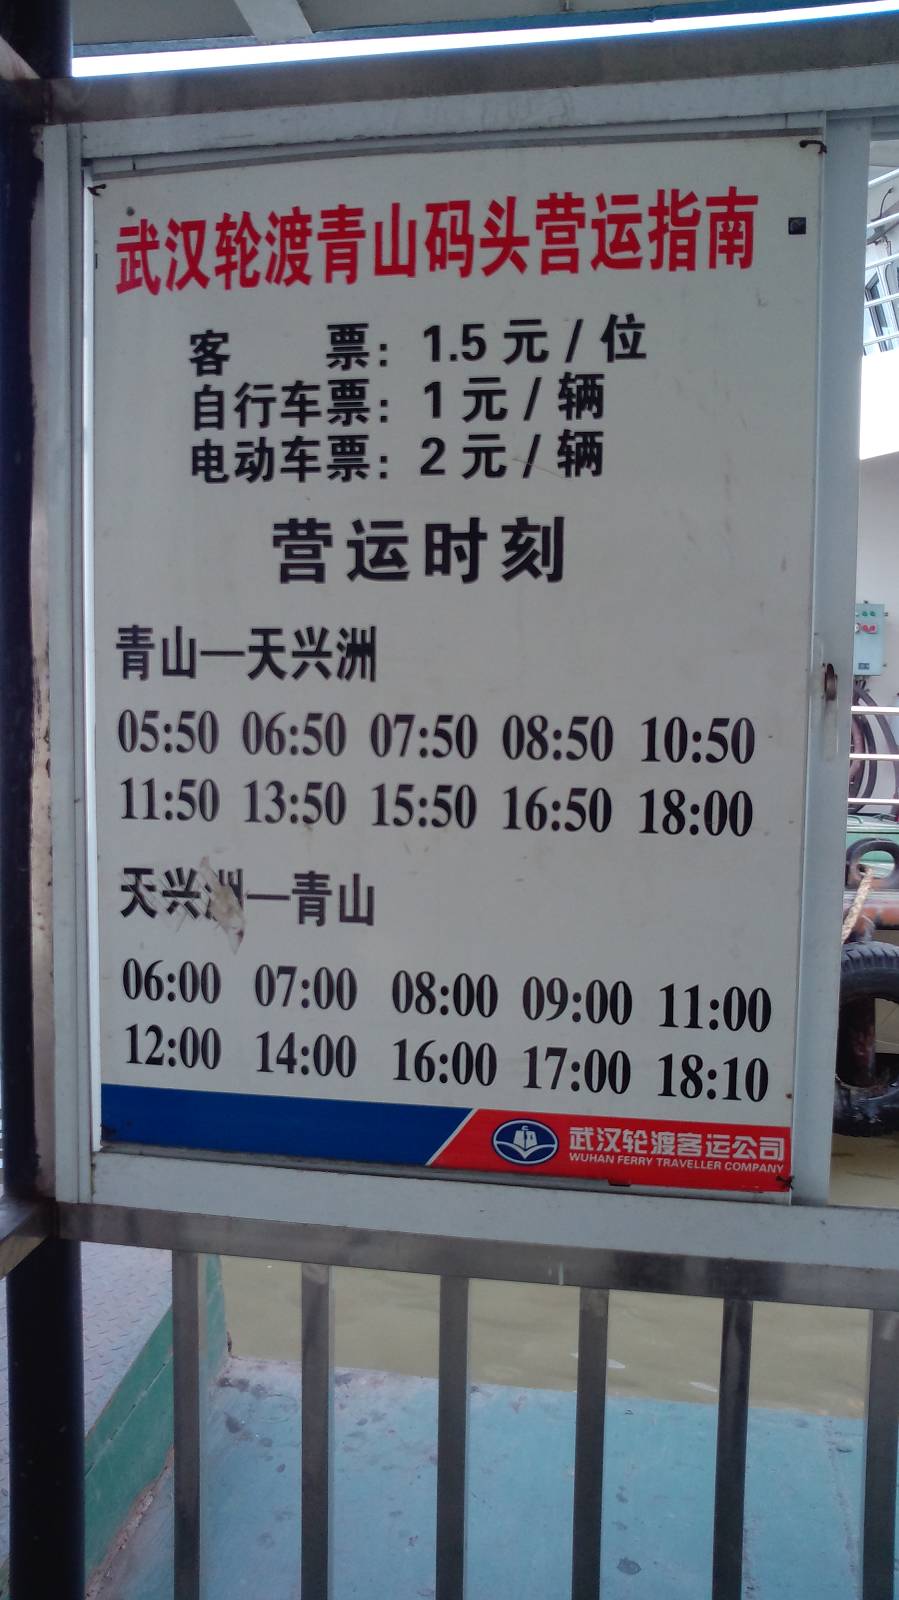 武汉轮渡青山码头营运指南
客 票：1.5 元 / 位
自行车票：1 元 / 辆
电动车票：2 元 / 辆
营运时刻
青山—天兴洲
05:50 06:50 07:50 08:50 10:50
11:50 13:50 15:50 16:50 18:00
天兴洲—青山
06:00 07:00 08:00 09:00 11:00
12:00 14:00 16:00 17:00 18:10
武汉轮渡客运公司
WUHAN FERRY TRAVELLER COMPANY